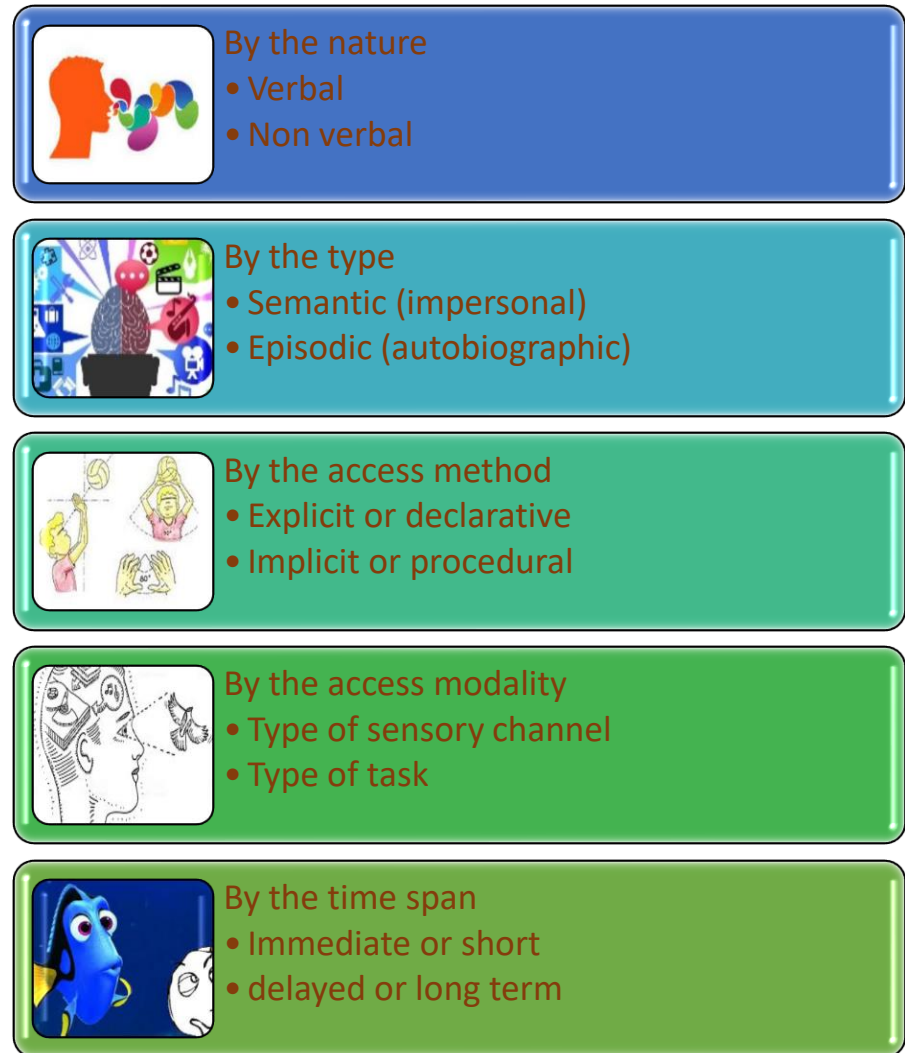 By the nature
• Verbal
• Non verbal
By the type
• Semantic (impersonal)
• Episodic (autobiographic)
By the access method
• Explicit or declarative
• Implicit or procedural
By the access modality
• Type of sensory channel
• Type of task
By the time span
• Immediate or short
• delayed or long term